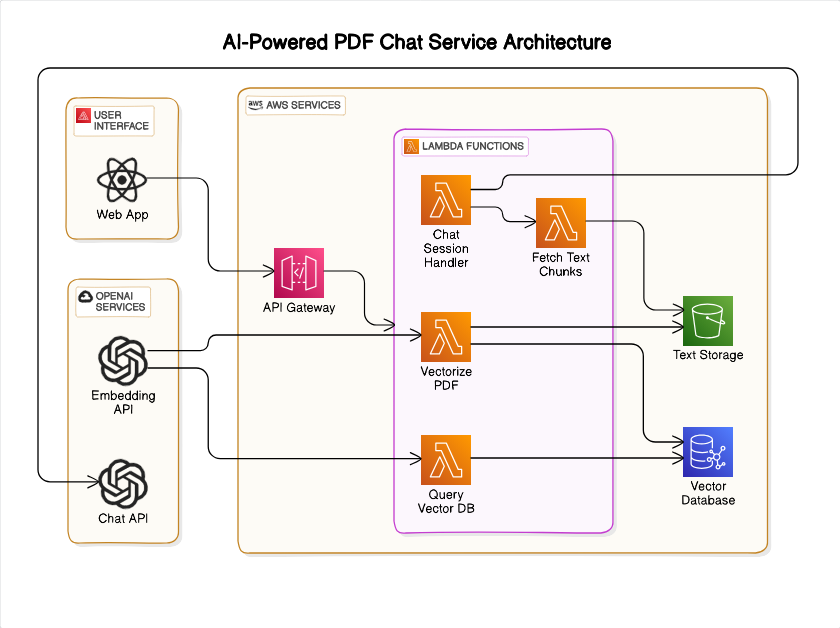 AI-Powered PDF Chat Service Architecture
USER
INTERFACE
Web App
aws AWS SERVICES
LAMBDA FUNCTIONS
Chat
Session
Handler
Fetch Text
Chunks
API Gateway
OPENAI
SERVICES
Embedding
API
Vectorize
PDF
Text Storage
Chat API
Query
Vector DB
Vector
Database